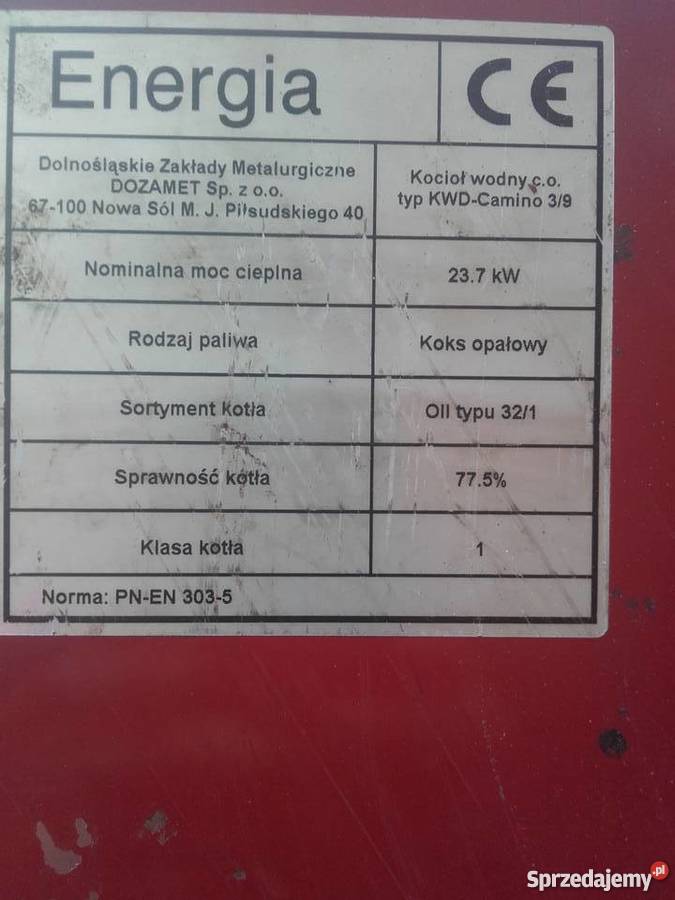 Energia
CE
Dolnośląskie Zakłady Metalurgiczne
DOZAMET Sp. z o.o.
67-100 Nowa Sól M. J. Piłsudskiego 40
Kocioł wodny c.o.
typ KWD-Camino 3/9
Nominalna moc cieplna
23.7 kW
Rodzaj paliwa
Koks opałowy
Sortyment kotła
OII typu 32/1
Sprawność kotła
77.5%
Klasa kotła
1
Norma: PN-EN 303-5
Sprzedajemy.pl